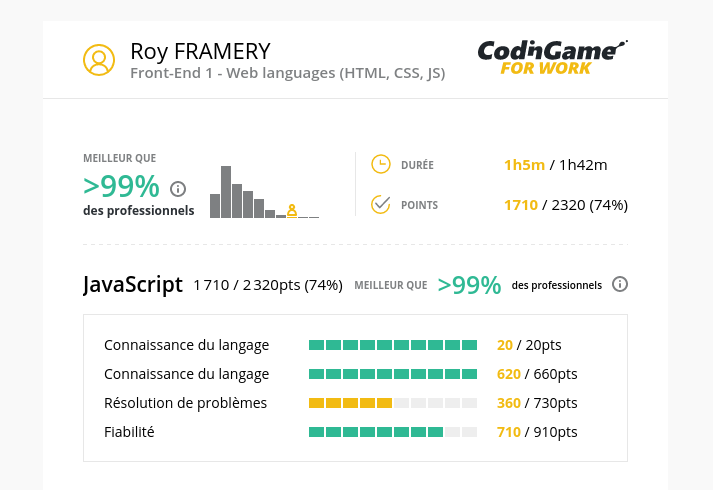 Roy FRAMERY
Front-End 1 - Web languages (HTML, CSS, JS)
CodinGame
FOR WORK
MEILLEUR QUE
>99%
des professionnels
DURÉE 1h5m / 1h42m
POINTS 1710 / 2320 (74%)
JavaScript 1 710 / 2 320pts (74%) MEILLEUR QUE >99% des professionnels
Connaissance du langage 20 / 20pts
Connaissance du langage 620 / 660pts
Résolution de problèmes 360 / 730pts
Fiabilité 710 / 910pts